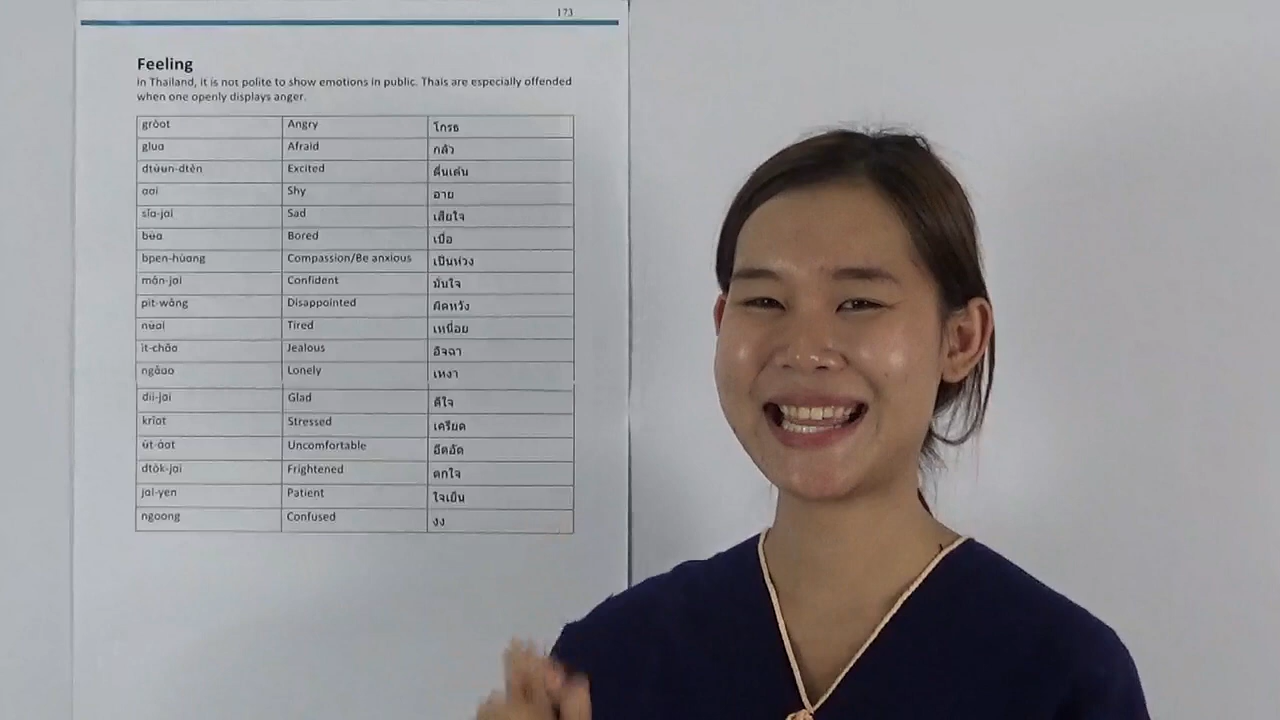 173
Feeling
In Thailand, it is not polite to show emotions in public. Thais are especially offended
when one openly displays anger.
gròot Angry โกรธ
glua Afraid กลัว
dtùun-dtên Excited ตื่นเต้น
aai Shy อาย
sǐa-jai Sad เสียใจ
bùa Bored เบื่อ
bpen-hùang Compassion/Be anxious เป็นห่วง
mân-jai Confident มั่นใจ
pìt-wǎng Disappointed ผิดหวัง
nùai Tired เหนื่อย
ìt-chǎa Jealous อิจฉา
ngǎao Lonely เหงา
dii-jai Glad ดีใจ
krîat Stressed เครียด
ùt-àat Uncomfortable อึดอัด
dtòk-jai Frightened ตกใจ
jai-yen Patient ใจเย็น
ngoong Confused งง